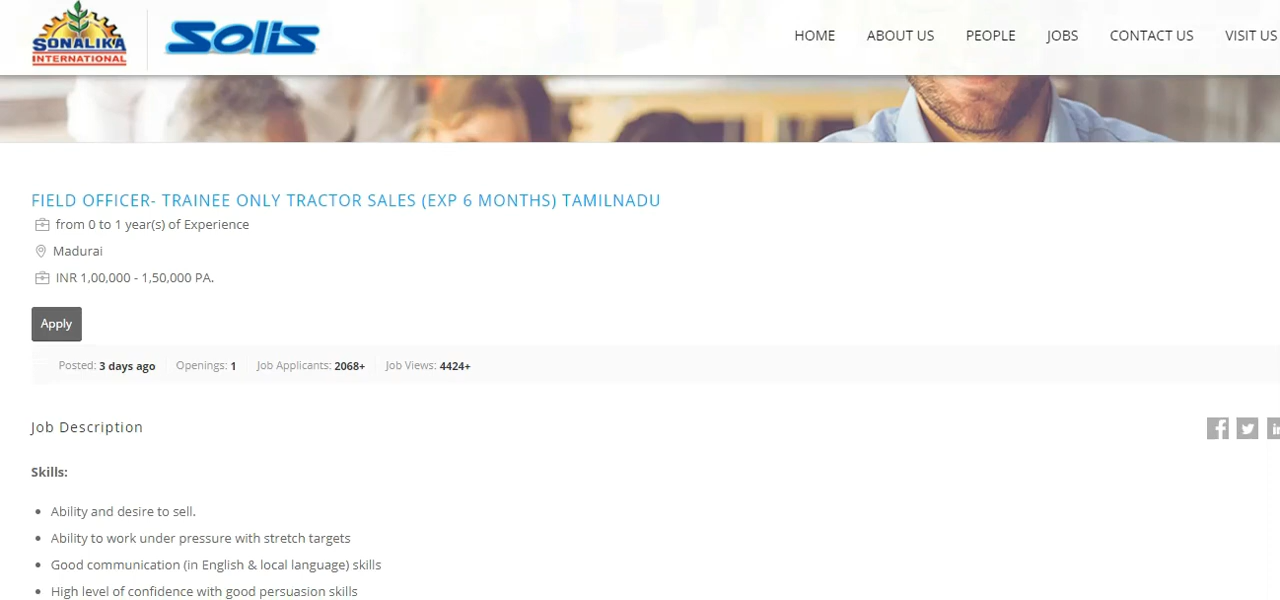 SONALIKA
INTERNATIONAL
Solis
HOME ABOUT US PEOPLE JOBS CONTACT US VISIT US
FIELD OFFICER- TRAINEE ONLY TRACTOR SALES (EXP 6 MONTHS) TAMILNADU
from 0 to 1 year(s) of Experience
Madurai
INR 1,00,000 - 1,50,000 PA.
Apply
Posted: 3 days ago Openings: 1 Job Applicants: 2068+ Job Views: 4424+
Job Description
Skills:
• Ability and desire to sell.
• Ability to work under pressure with stretch targets
• Good communication (in English & local language) skills
• High level of confidence with good persuasion skills